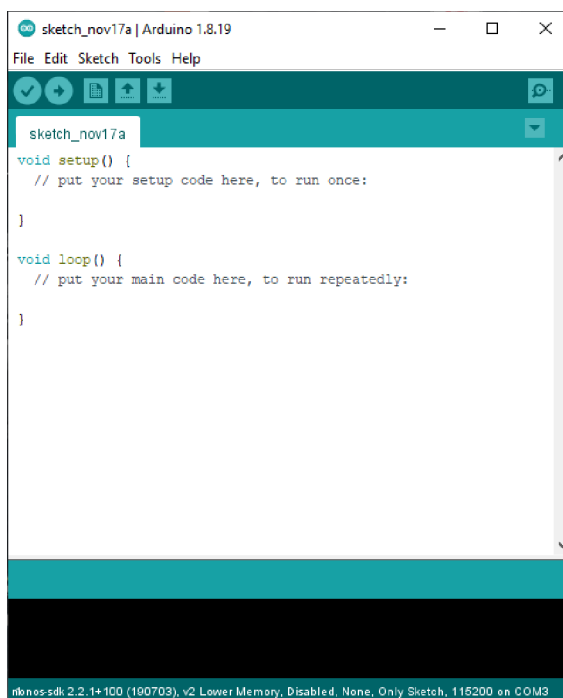 sketch_nov17a | Arduino 1.8.19
File Edit Sketch Tools Help
sketch_nov17a
void setup() {
  // put your setup code here, to run once:

}

void loop() {
  // put your main code here, to run repeatedly:

}
2.2.1+100 (190703), v2 Lower Memory, Disabled, None, Only Sketch, 115200 on COM3